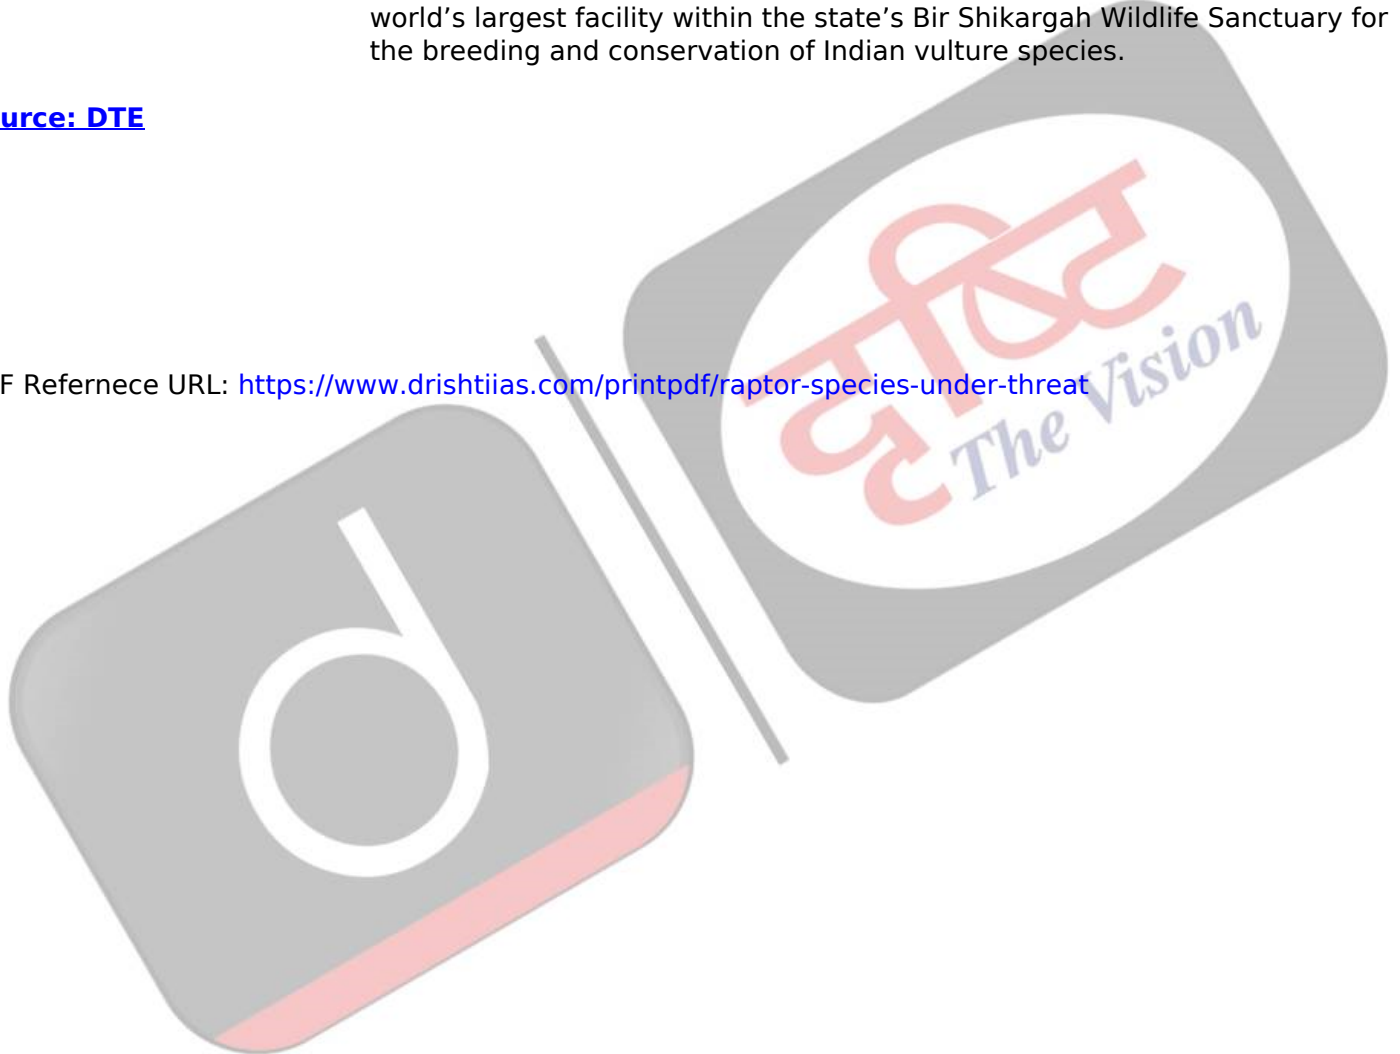 world’s largest facility within the state’s Bir Shikargah Wildlife Sanctuary for
the breeding and conservation of Indian vulture species.
urce: DTE
F Refernece URL: https://www.drishtiias.com/printpdf/raptor-species-under-threat
दृष्टि
The Vision
d